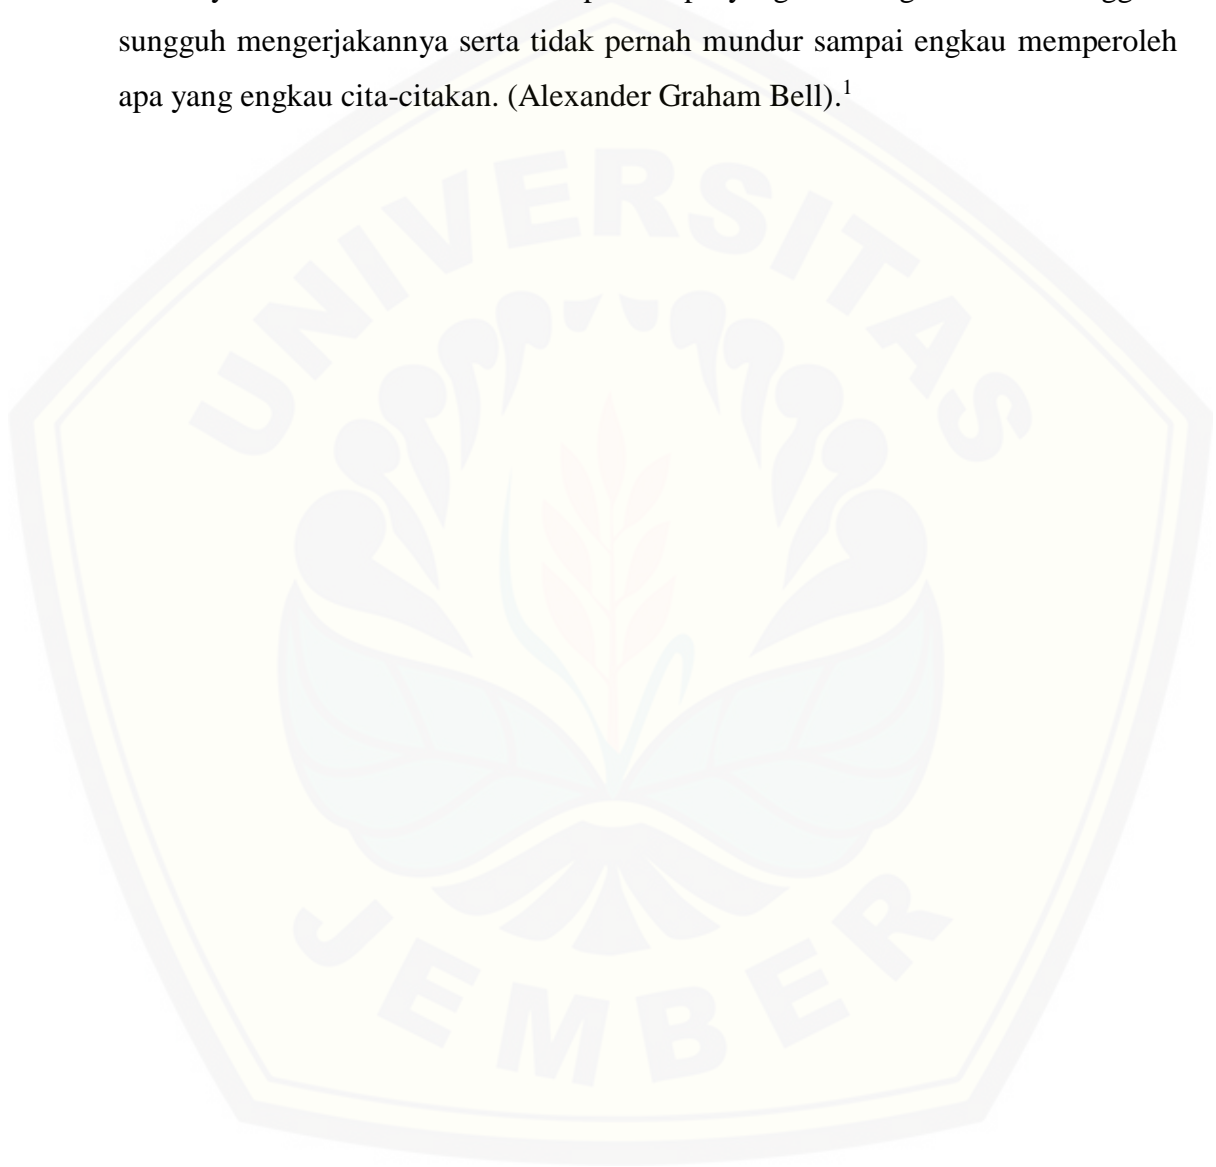 sungguh mengerjakannya serta tidak pernah mundur sampai engkau memperoleh
apa yang engkau cita-citakan. (Alexander Graham Bell).¹
UNIVERSITAS
JEMBER